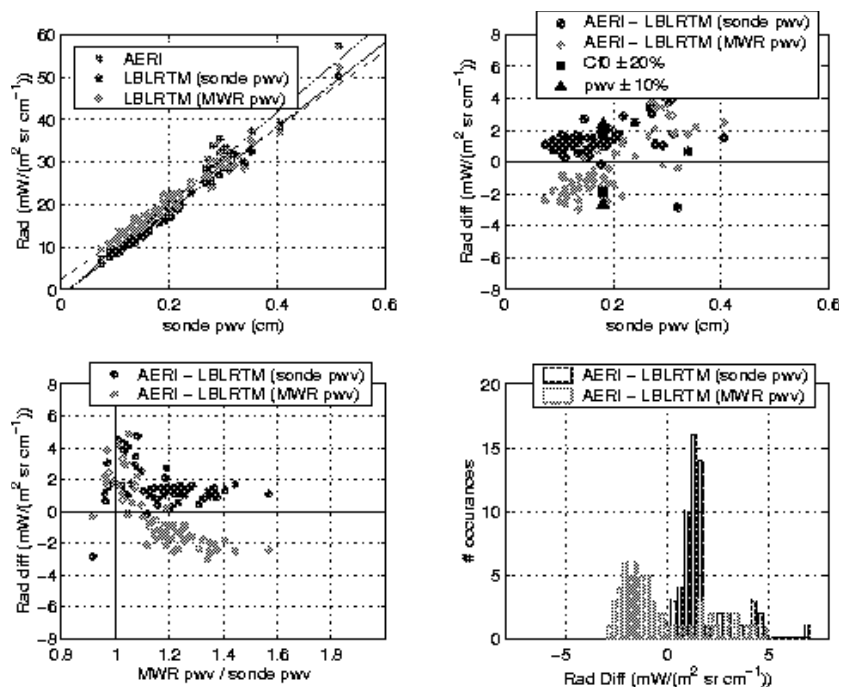 AERI
LBLRTM (sonde pwv)
LBLRTM (MWR pwv)
60
50
40
30
20
10
0
0 0.2 0.4 0.6
Rad (mW/(m² sr cm⁻¹))
sonde pwv (cm)
AERI − LBLRTM (sonde pwv)
AERI − LBLRTM (MWR pwv)
Cf0 ± 20%
pwv ± 10%
8
4
2
0
−2
−4
−6
−8
0 0.2 0.4 0.6
Rad diff (mW/(m² sr cm⁻¹))
sonde pwv (cm)
AERI − LBLRTM (sonde pwv)
AERI − LBLRTM (MWR pwv)
8
6
4
2
0
−2
−4
−6
−8
0.8 1 1.2 1.4 1.6 1.8
Rad diff (mW/(m² sr cm⁻¹))
MWR pwv / sonde pwv
AERI − LBLRTM (sonde pwv)
AERI − LBLRTM (MWR pwv)
20
15
10
5
0
−5 0 5
# occurances
Rad Diff (mW/(m² sr cm⁻¹))